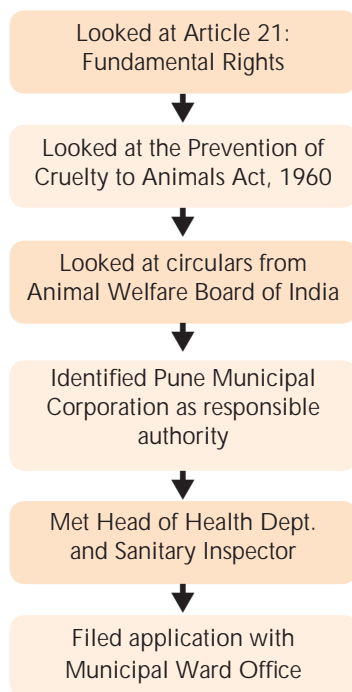 Looked at Article 21:
Fundamental Rights
Looked at the Prevention of
Cruelty to Animals Act, 1960
Looked at circulars from
Animal Welfare Board of India
Identified Pune Municipal
Corporation as responsible
authority
Met Head of Health Dept.
and Sanitary Inspector
Filed application with
Municipal Ward Office